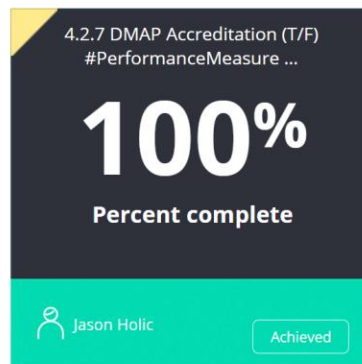 4.2.7 DMAP Accreditation (T/F)
#PerformanceMeasure ...
100%
Percent complete
Jason Holic
Achieved